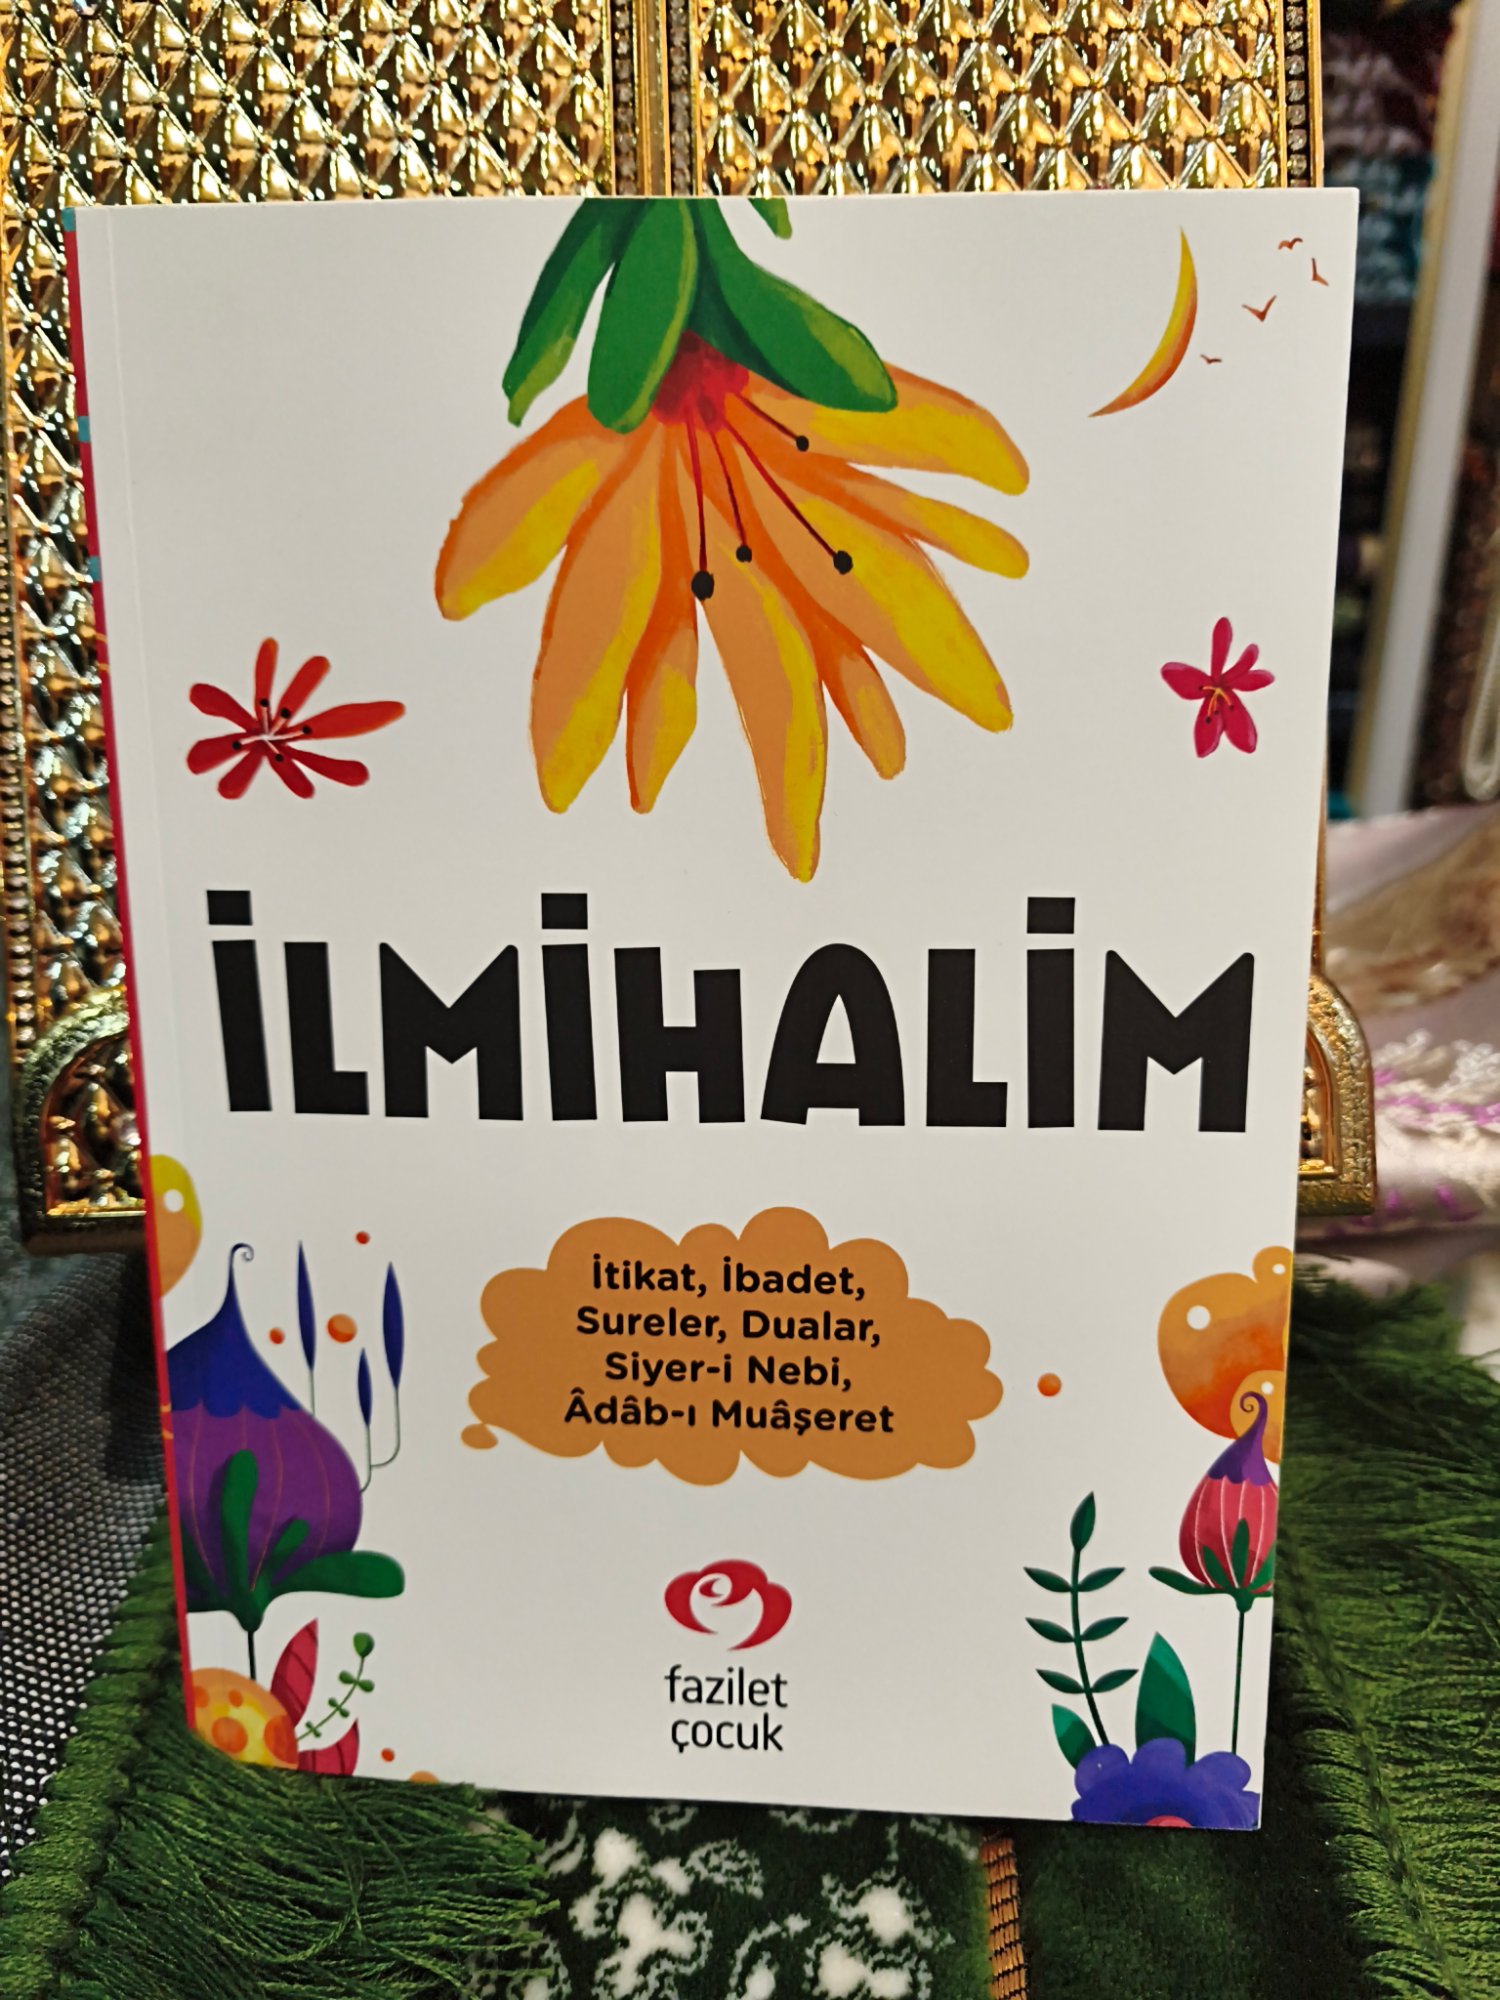 İLMİHALİM
İtikat, İbadet,
Sureler, Dualar,
Siyer-i Nebi,
Âdâb-ı Muâşeret
fazilet
çocuk